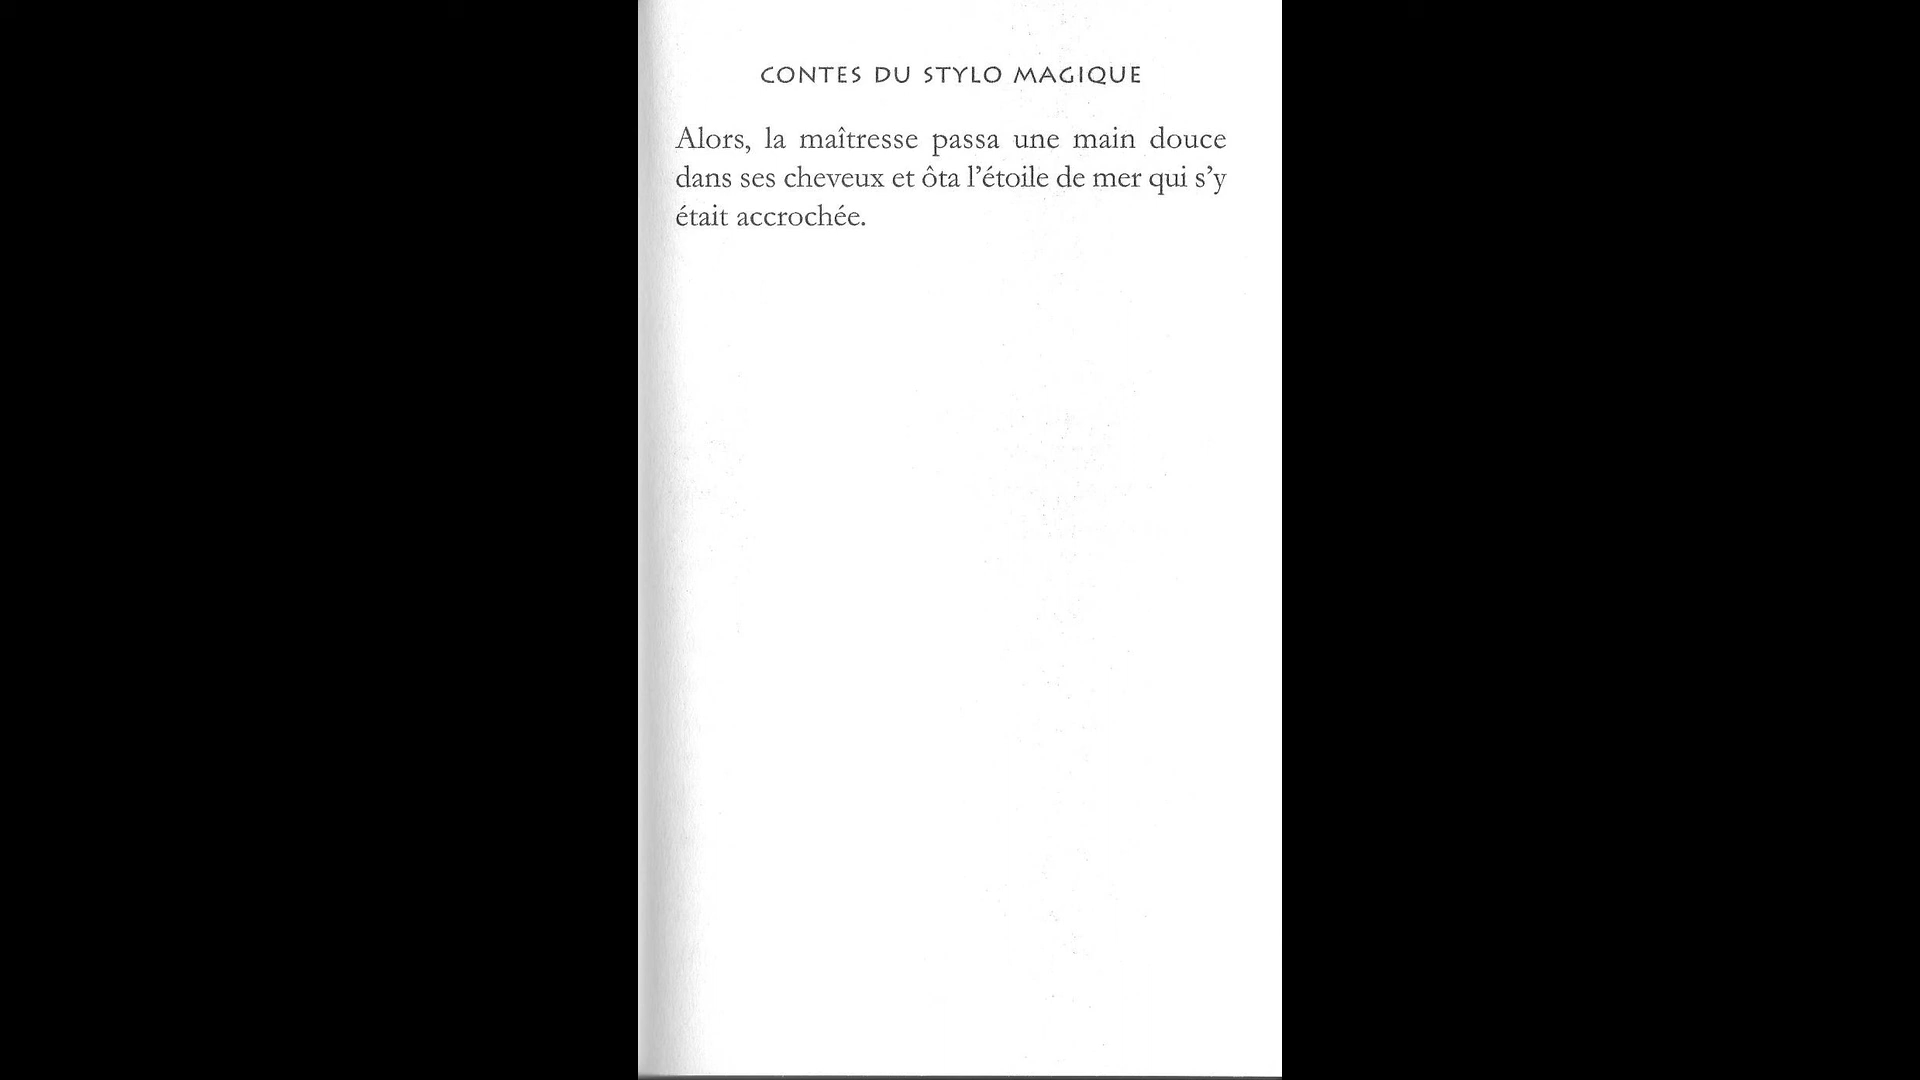 CONTES DU STYLO MAGIQUE
Alors, la maîtresse passa une main douce
dans ses cheveux et ôta l’étoile de mer qui s’y
était accrochée.